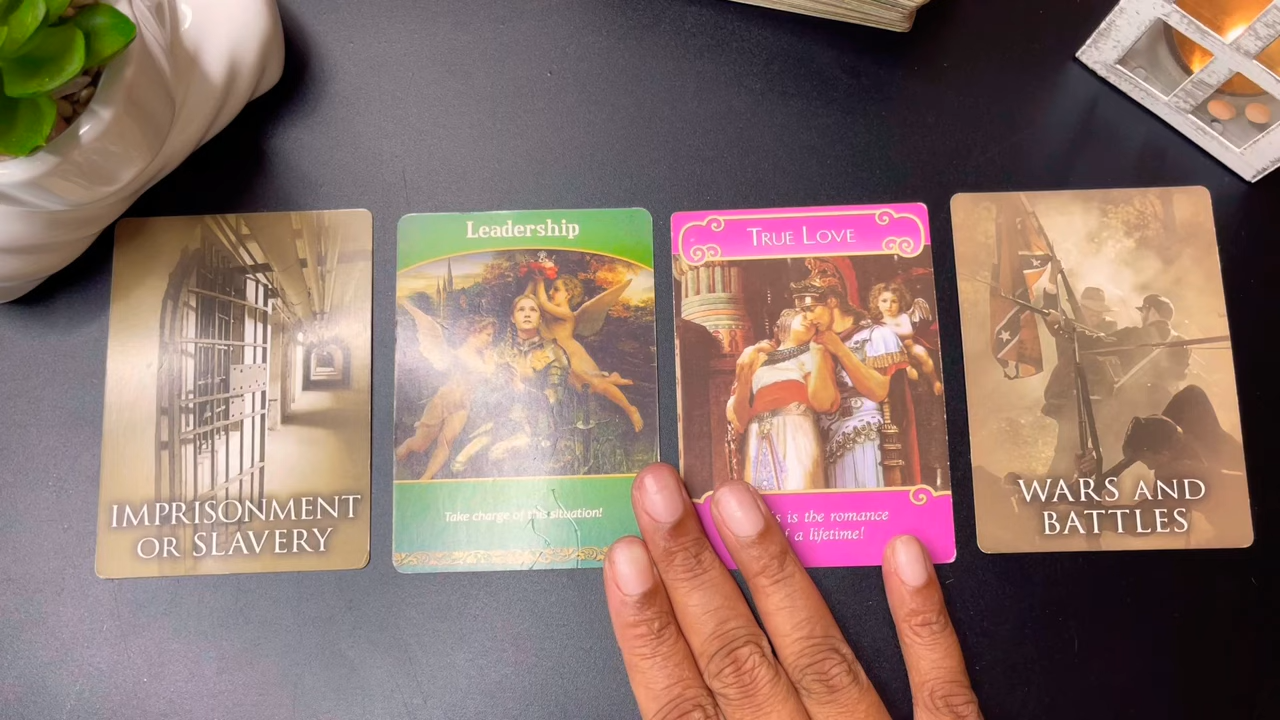 IMPRISONMENT
OR SLAVERY
Leadership
Take charge of this situation!
TRUE LOVE
is the romance
a lifetime!
WARS AND
BATTLES